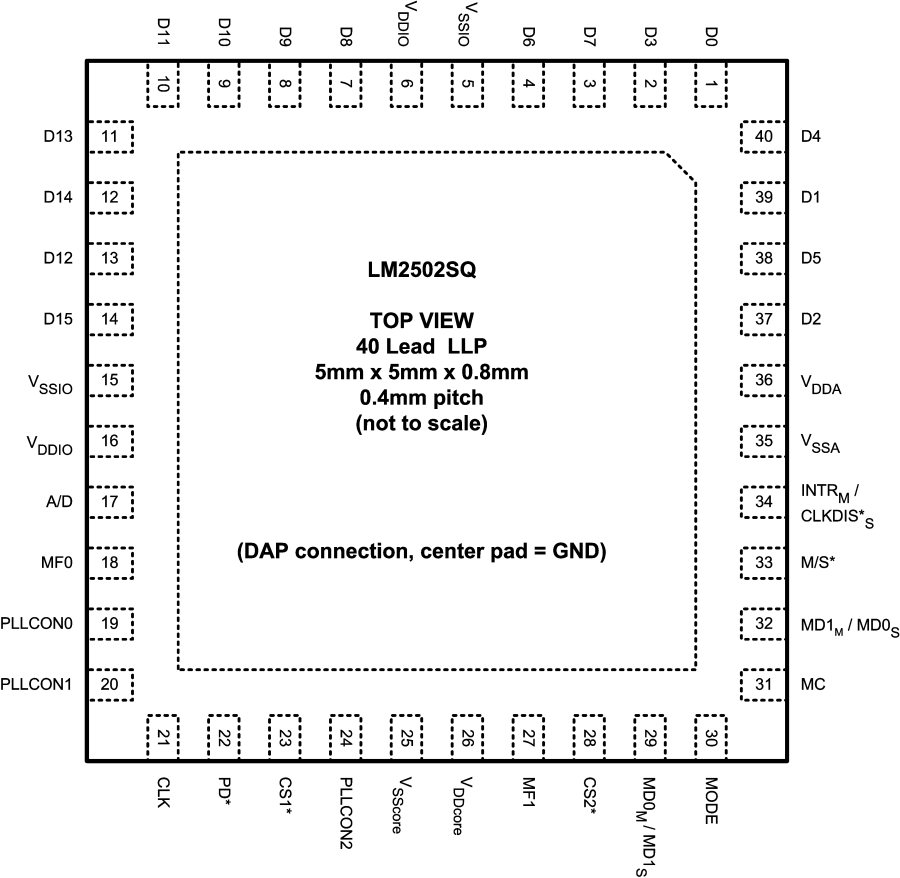 D11 D10 D9 D8 VDDIO VSSIO D6 D7 D3 D0
10 9 8 7 6 5 4 3 2 1
D13 11 40 D4
D14 12 39 D1
D12 13 38 D5
LM2502SQ
D15 14 37 D2
TOP VIEW
40 Lead LLP
5mm x 5mm x 0.8mm
VSSIO 15 36 VDDA
0.4mm pitch
(not to scale)
VDDIO 16 35 VSSA
A/D 17 34 INTRM /
CLKDIS*S
(DAP connection, center pad = GND)
MF0 18 33 M/S*
PLLCON0 19 32 MD1M / MD0S
PLLCON1 20 31 MC
21 22 23 24 25 26 27 28 29 30
CLK PD* CS1* PLLCON2 VSScore VDDcore MF1 CS2* MD0M / MD1S MODE